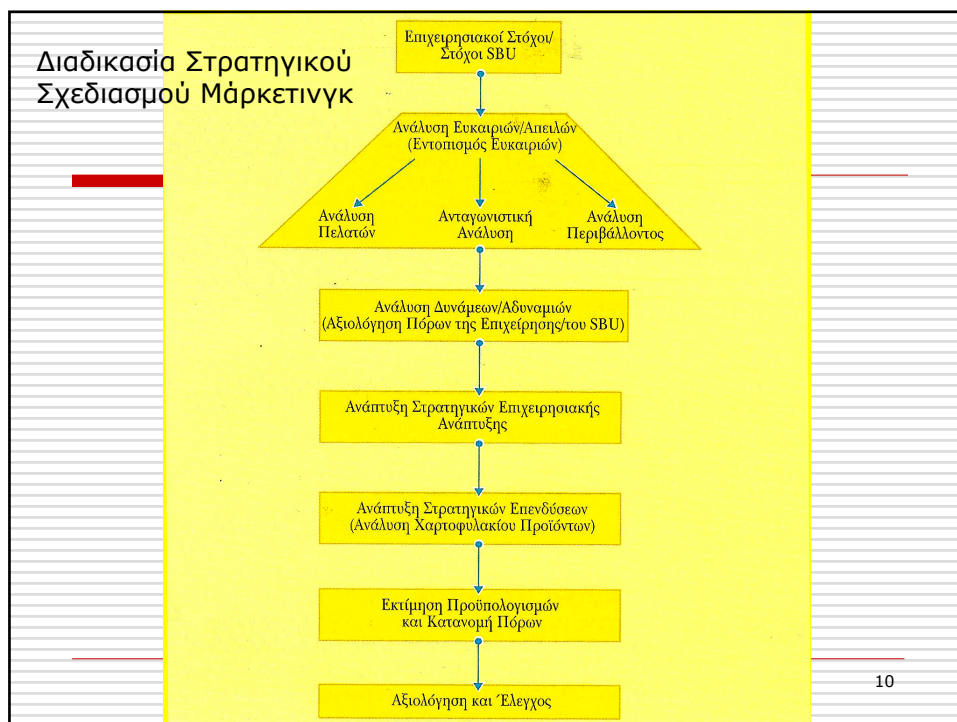 Διαδικασία Στρατηγικού
Σχεδιασμού Μάρκετινγκ
Επιχειρησιακοί Στόχοι/
Στόχοι SBU
Ανάλυση Ευκαιριών/Απειλών
(Εντοπισμός Ευκαιριών)
Ανάλυση
Πελατών
Ανταγωνιστική
Ανάλυση
Ανάλυση
Περιβάλλοντος
Ανάλυση Δυνάμεων/Αδυναμιών
(Αξιολόγηση Πόρων της Επιχείρησης/του SBU)
Ανάπτυξη Στρατηγικών Επιχειρησιακής
Ανάπτυξης
Ανάπτυξη Στρατηγικών Επενδύσεων
(Ανάλυση Χαρτοφυλακίου Προϊόντων)
Εκτίμηση Προϋπολογισμών
και Κατανομή Πόρων
Αξιολόγηση και Έλεγχος
10